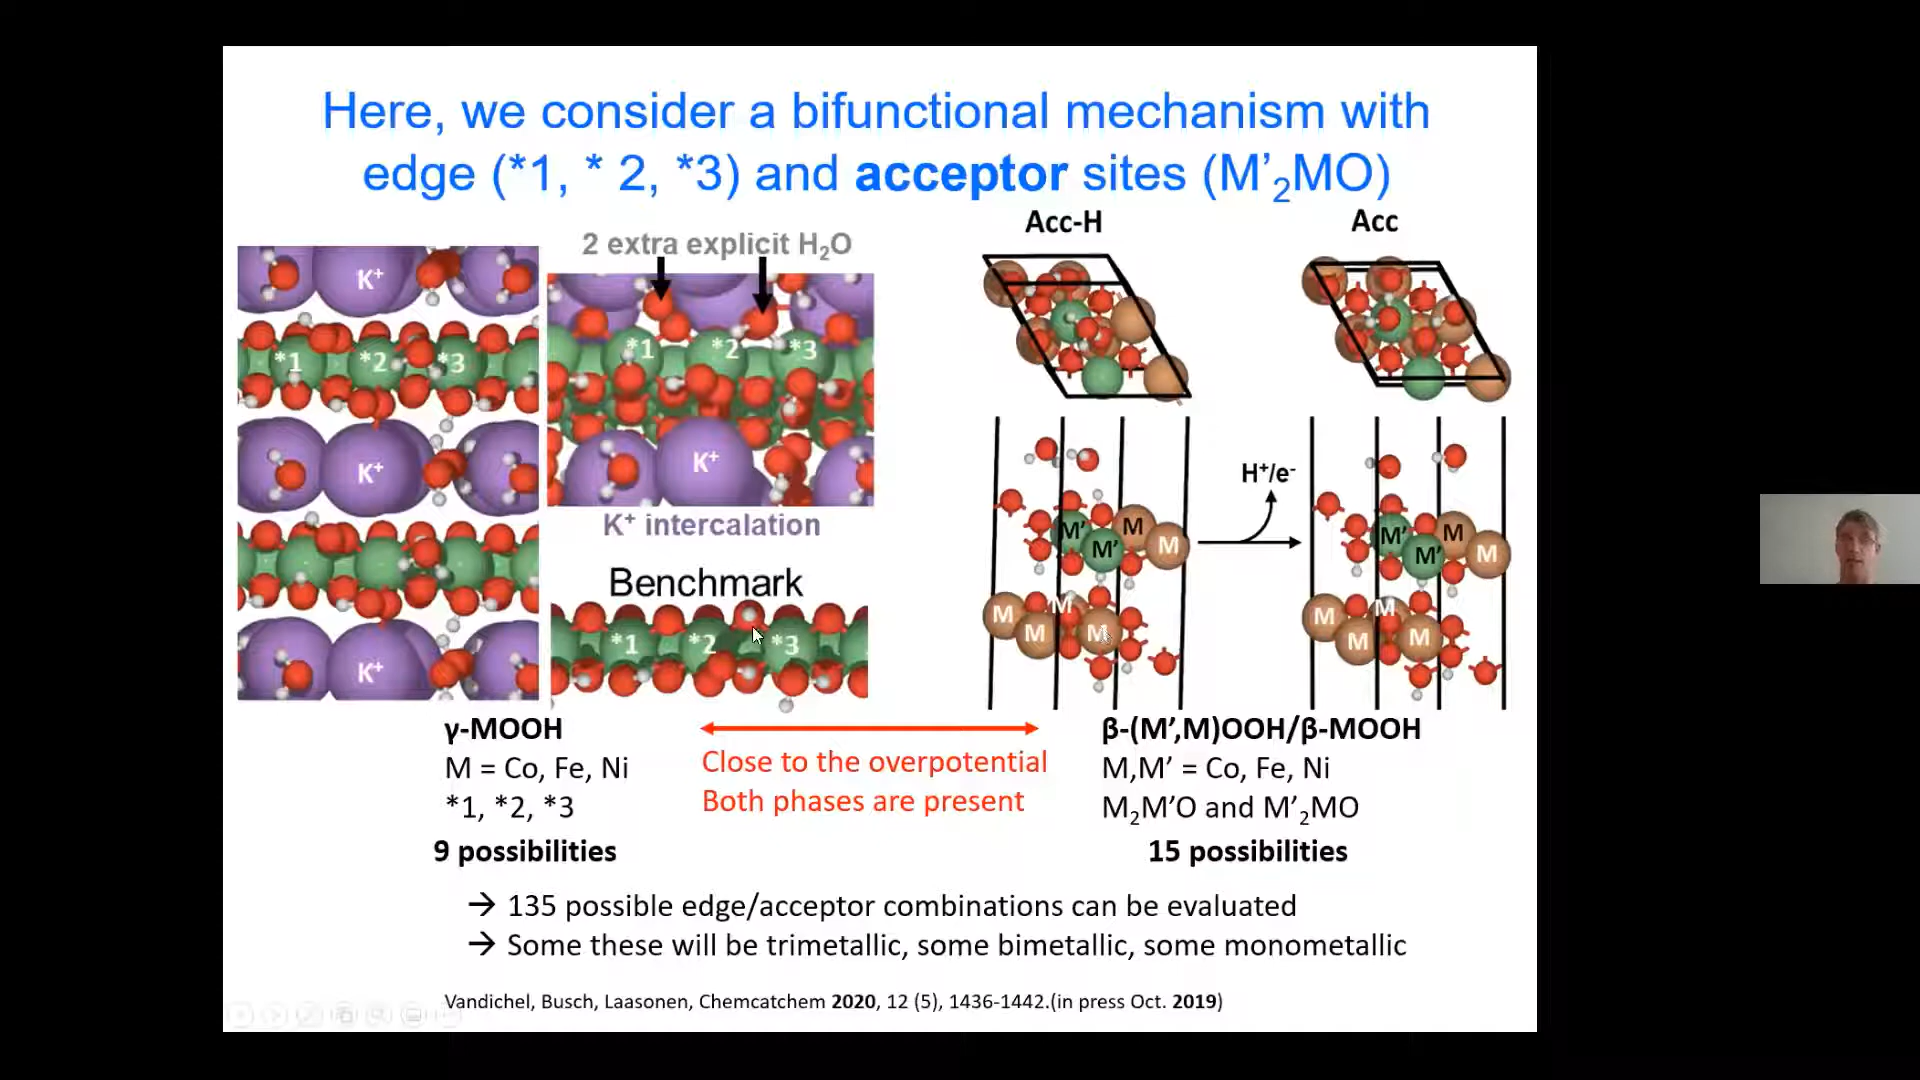 Here, we consider a bifunctional mechanism with
edge (*1, * 2, *3) and acceptor sites (M’₂MO)
2 extra explicit H₂O
Acc-H
Acc
K⁺
*1
*2
*3
K⁺
K⁺
*1
*2
*3
K⁺
K⁺ intercalation
Benchmark
*1
*2
*3
M’
M’
M
M
M
M
M
M
H⁺/e⁻
M’
M’
M
M
M
M
M
M
γ-MOOH
M = Co, Fe, Ni
*1, *2, *3
9 possibilities
Close to the overpotential
Both phases are present
β-(M’,M)OOH/β-MOOH
M,M’ = Co, Fe, Ni
M₂M’O and M’₂MO
15 possibilities
→ 135 possible edge/acceptor combinations can be evaluated
→ Some these will be trimetallic, some bimetallic, some monometallic
Vandichel, Busch, Laasonen, Chemcatchem 2020, 12 (5), 1436-1442.(in press Oct. 2019)